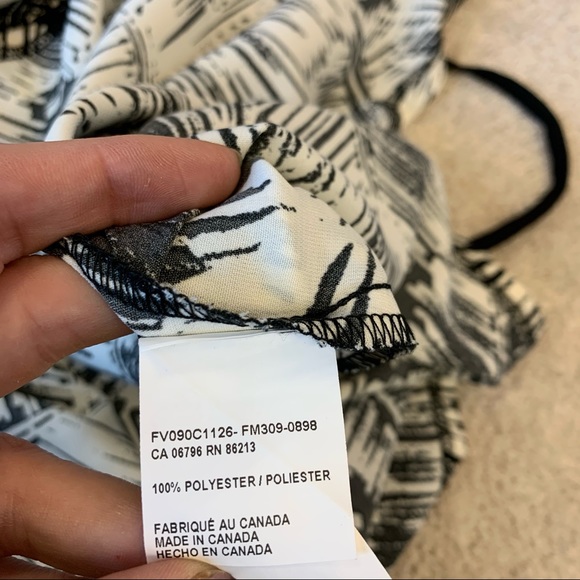 FV090C1126- FM309-0898
CA 06796 RN 86213
100% POLYESTER / POLIESTER
FABRIQUÉ AU CANADA
MADE IN CANADA
HECHO EN CANADA